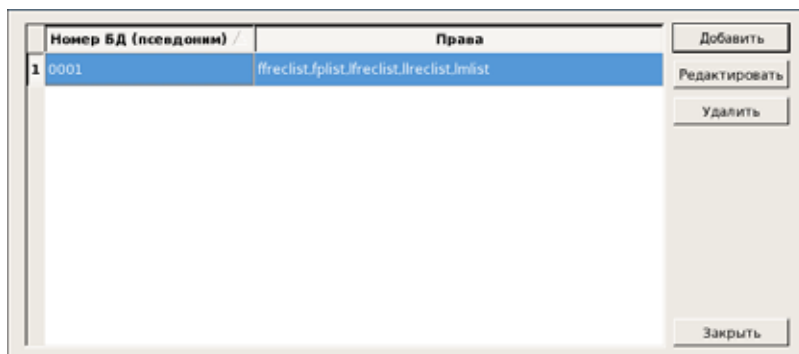 Номер БД (псевдоним) Права
1 0001 ffreclist,fplist,lfreclist,llreclist,lmlist
Добавить
Редактировать
Удалить
Закрыть